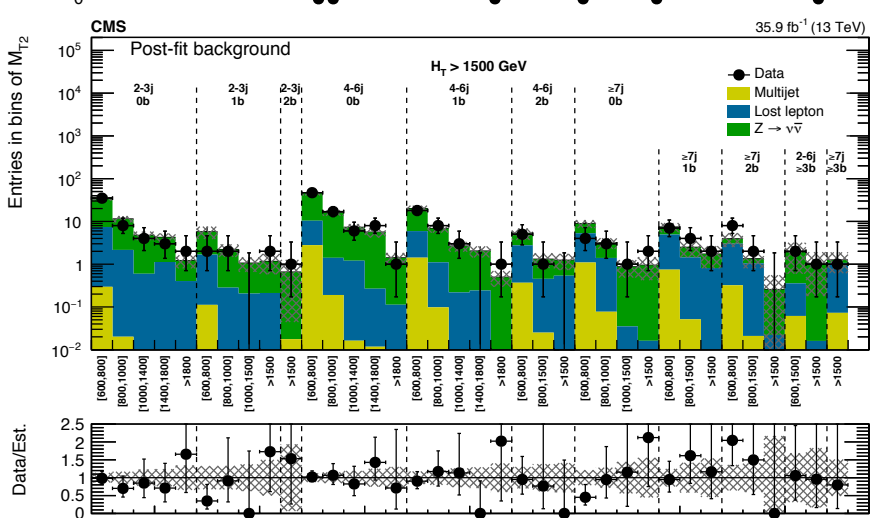 CMS 35.9 fb⁻¹ (13 TeV)
Post-fit background
H_T > 1500 GeV
Data
Multijet
Lost lepton
Z → νν̄
2-3j 2-3j 2-3j 4-6j 4-6j 4-6j ≥7j
0b 1b 2b 0b 1b 2b 0b
≥7j ≥7j 2-6j ≥7j
1b 2b ≥3b ≥3b
Entries in bins of M_T2
10⁵
10⁴
10³
10²
10
1
10⁻¹
10⁻²
[600,800] [800,1000] [1000,1400] [1400,1800] >1800 [600,800] [800,1000] [1000,1500] >1500 >1500 [600,800] [800,1000] [1000,1400] [1400,1800] >1800 [600,800] [800,1000] [1000,1400] [1400,1800] >1800 [600,800] [800,1500] >1500 [600,800] [800,1000] [1000,1500] >1500 [600,800] [800,1500] >1500 [600,800] [800,1500] >1500 [600,1500] >1500 >1500
Data/Est.
2.5
2
1.5
1
0.5
0